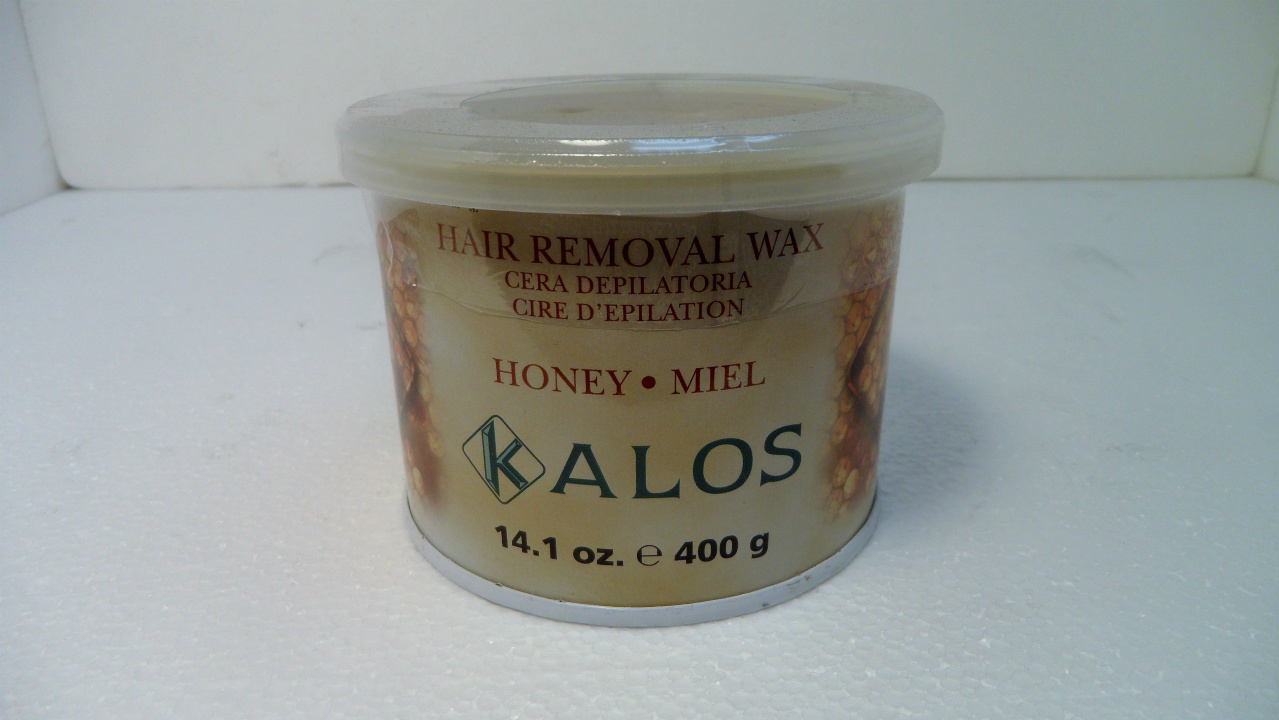 HAIR REMOVAL WAX
CERA DEPILATORIA
CIRE D'EPILATION
HONEY • MIEL
KALOS
14.1 oz. ℮ 400 g